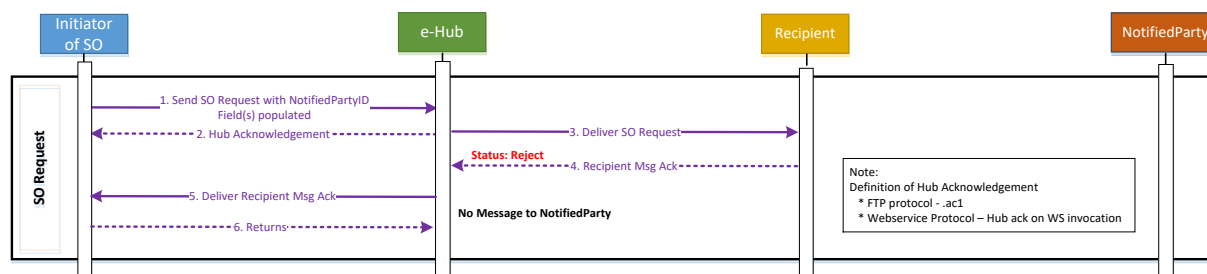 Initiator
of SO
e-Hub
Recipient
NotifiedParty
SO Request
1. Send SO Request with NotifiedPartyID
Field(s) populated
2. Hub Acknowledgement
3. Deliver SO Request
Status: Reject
4. Recipient Msg Ack
5. Deliver Recipient Msg Ack
No Message to NotifiedParty
6. Returns
Note:
Definition of Hub Acknowledgement
* FTP protocol - .ac1
* Webservice Protocol – Hub ack on WS invocation